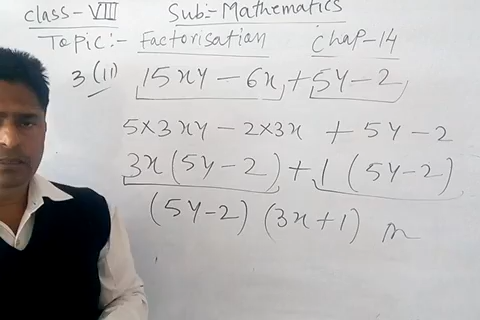 Class-VIII Sub:- Mathematics
Topic:- Factorisation Chap-14
3(ii) 15xy-6x+5y-2
5×3xy-2×3x+5y-2
3x(5y-2)+1(5y-2)
(5y-2)(3x+1)